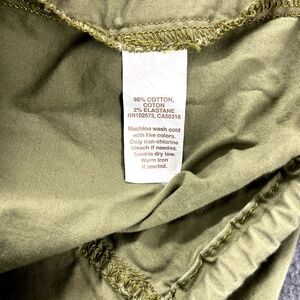 98% COTTON,
COTON
2% ELASTANE
RN102573, CA50316
Machine wash cold
with like colors.
Only non-chlorine
bleach if needed.
Tumble dry low.
Warm iron
if needed.